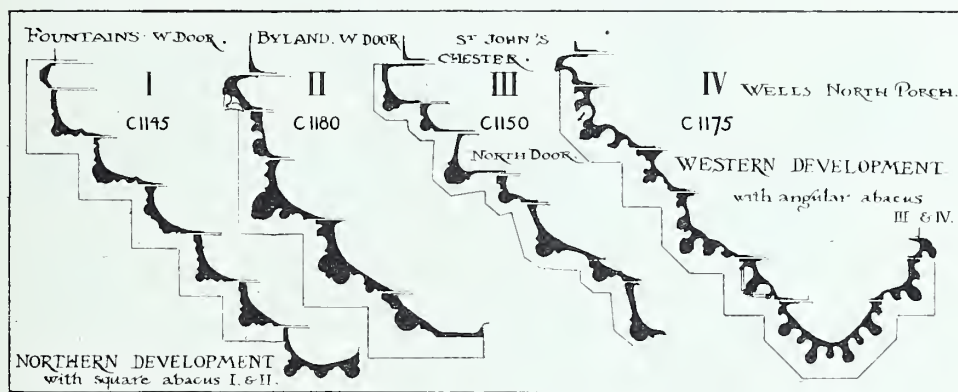 FOUNTAINS W DOOR.
I
C1145
BYLAND. W DOOR
II
C1180
ST JOHN'S
CHESTER.
III
C1150
NORTH DOOR.
IV WELLS NORTH PORCH.
C1175
WESTERN DEVELOPMENT
with angular abacus
III & IV.
NORTHERN DEVELOPMENT
with square abacus I. & II.